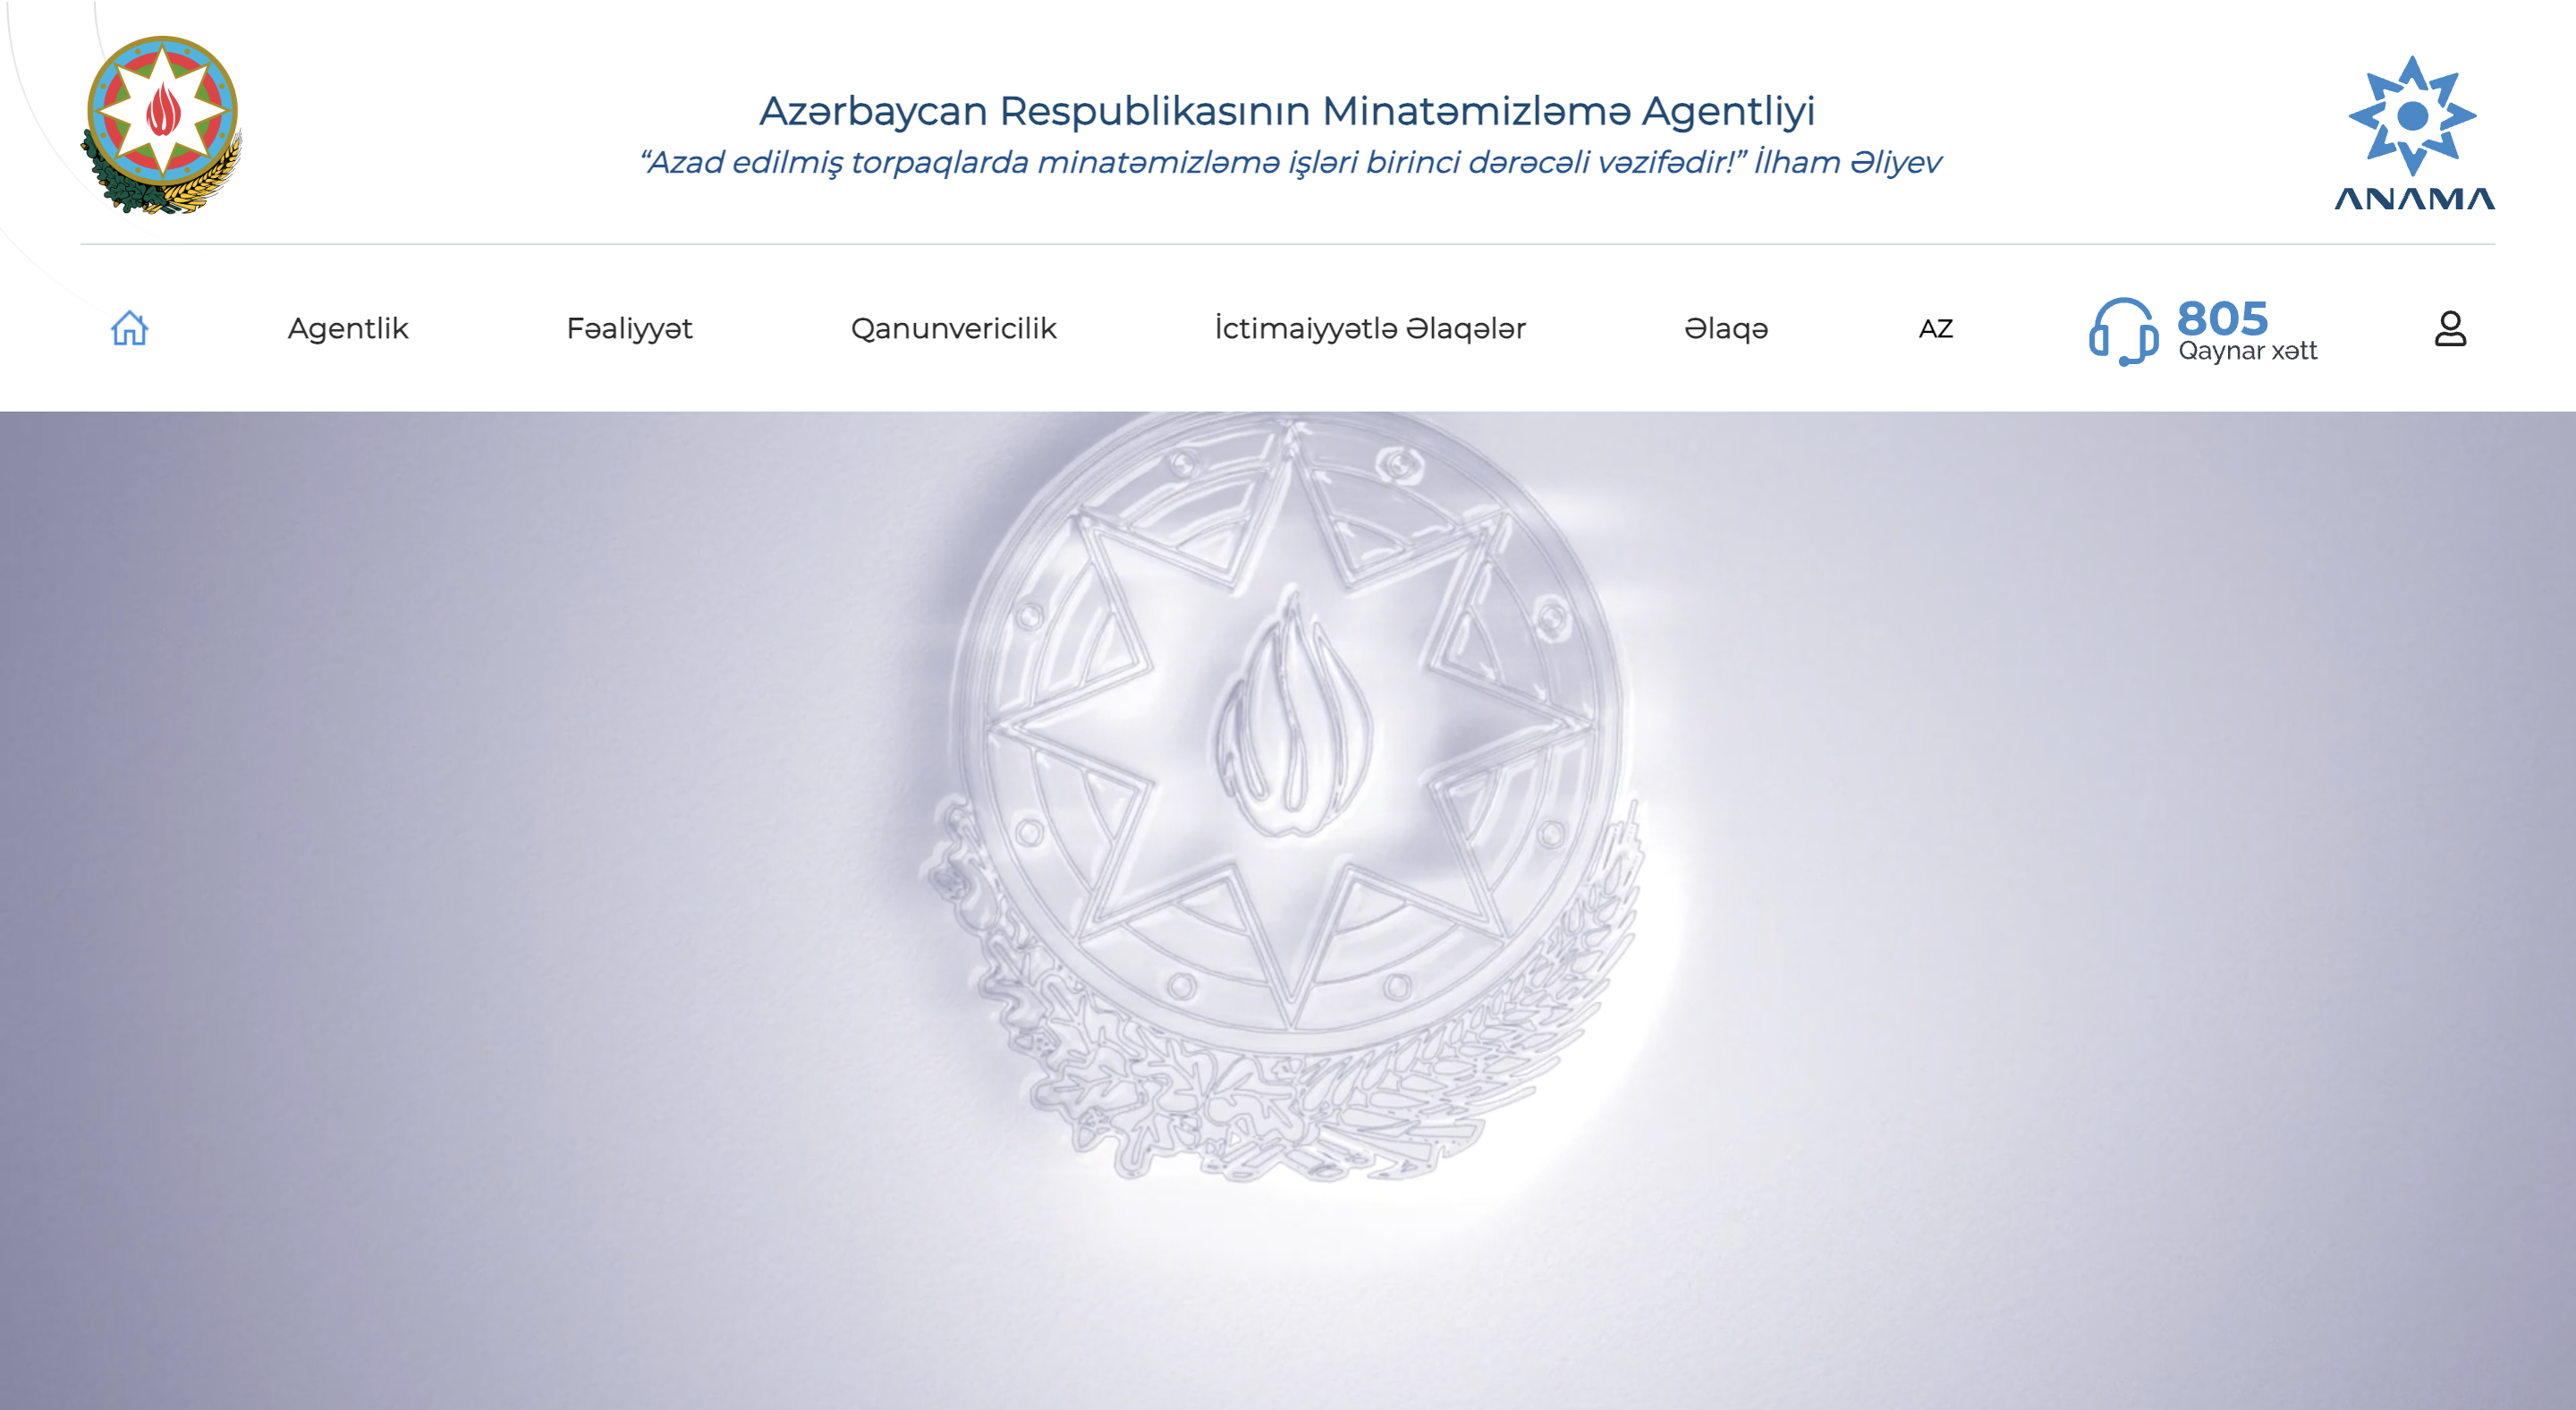 Azərbaycan Respublikasının Minatəmizləmə Agentliyi
“Azad edilmiş torpaqlarda minatəmizləmə işləri birinci dərəcəli vəzifədir!” İlham Əliyev
ANAMA
Agentlik
Fəaliyyət
Qanunvericilik
İctimaiyyətlə Əlaqələr
Əlaqə
AZ
805
Qaynar xətt